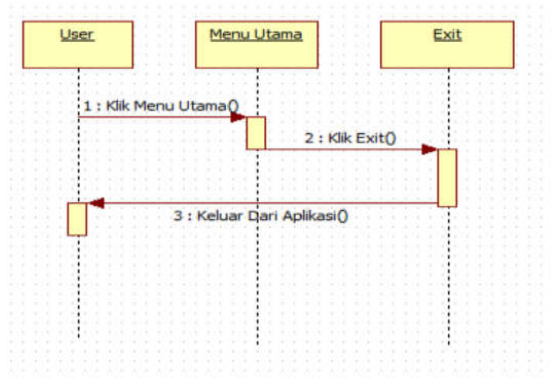 User
Menu Utama
Exit
1 : Klik Menu Utama()
2 : Klik Exit()
3 : Keluar Dari Aplikasi()